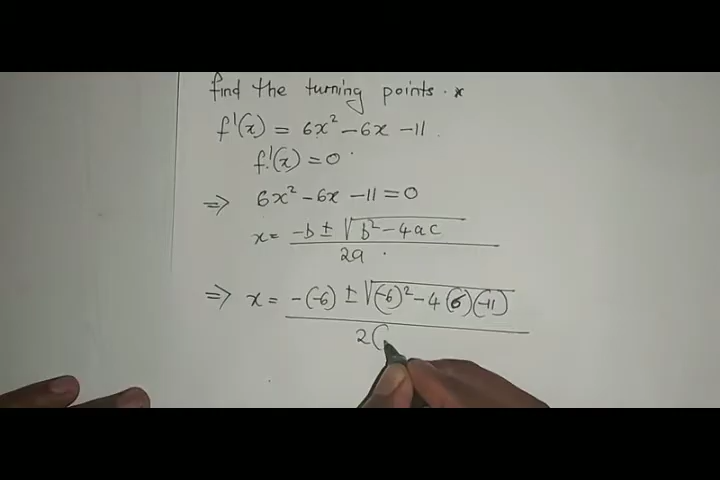 find the turning points. x
f'(x) = 6x² - 6x - 11.
f'(x) = 0.
⇒ 6x² - 6x - 11 = 0
x = -b ± √b² - 4ac
2a.
⇒ x = -(-6) ± √(-6)² - 4(6)(-11)
2(